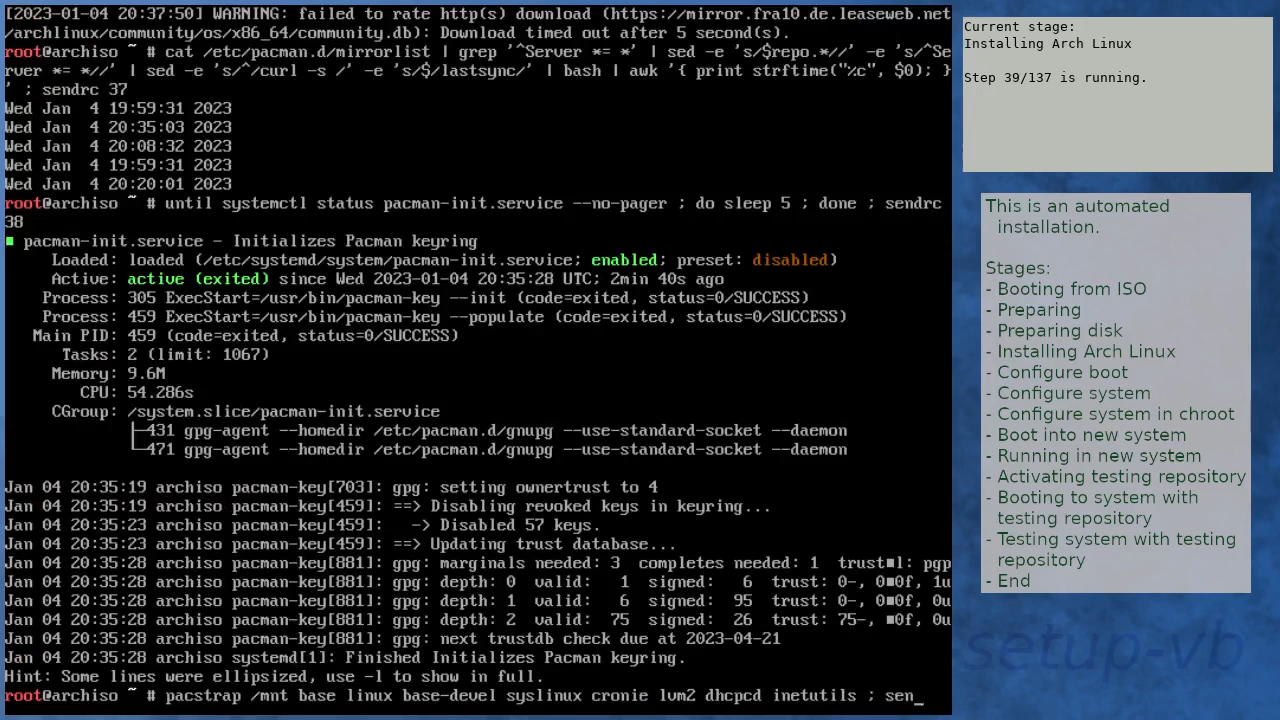 [2023-01-04 20:37:50] WARNING: failed to rate http(s) download (https://mirror.fra10.de.leaseweb.net
/archlinux/community/os/x86_64/community.db): Download timed out after 5 second(s).
root@archiso ~ # cat /etc/pacman.d/mirrorlist | grep '^Server *= *' | sed -e 's/$repo.*//' -e 's/^Se
rver *= *//' | sed -e 's/^/curl -s /' -e 's/$/lastsync/' | bash | awk '{ print strftime("%c", $0); }
' ; sendrc 37
Wed Jan  4 19:59:31 2023
Wed Jan  4 20:35:03 2023
Wed Jan  4 20:08:32 2023
Wed Jan  4 19:59:31 2023
Wed Jan  4 20:20:01 2023
root@archiso ~ # until systemctl status pacman-init.service --no-pager ; do sleep 5 ; done ; sendrc
38
■ pacman-init.service - Initializes Pacman keyring
     Loaded: loaded (/etc/systemd/system/pacman-init.service; enabled; preset: disabled)
     Active: active (exited) since Wed 2023-01-04 20:35:28 UTC; 2min 40s ago
    Process: 305 ExecStart=/usr/bin/pacman-key --init (code=exited, status=0/SUCCESS)
    Process: 459 ExecStart=/usr/bin/pacman-key --populate (code=exited, status=0/SUCCESS)
   Main PID: 459 (code=exited, status=0/SUCCESS)
      Tasks: 2 (limit: 1067)
     Memory: 9.6M
        CPU: 54.286s
     CGroup: /system.slice/pacman-init.service
             ├─431 gpg-agent --homedir /etc/pacman.d/gnupg --use-standard-socket --daemon
             └─471 gpg-agent --homedir /etc/pacman.d/gnupg --use-standard-socket --daemon
Jan 04 20:35:19 archiso pacman-key[703]: gpg: setting ownertrust to 4
Jan 04 20:35:19 archiso pacman-key[459]: ==> Disabling revoked keys in keyring...
Jan 04 20:35:23 archiso pacman-key[459]:   -> Disabled 57 keys.
Jan 04 20:35:23 archiso pacman-key[459]: ==> Updating trust database...
Jan 04 20:35:28 archiso pacman-key[881]: gpg: marginals needed: 3  completes needed: 1  trust■l: pgp
Jan 04 20:35:28 archiso pacman-key[881]: gpg: depth: 0  valid:   1  signed:   6  trust: 0-, 0■0f, 1u
Jan 04 20:35:28 archiso pacman-key[881]: gpg: depth: 1  valid:   6  signed:  95  trust: 0-, 0■0f, 0u
Jan 04 20:35:28 archiso pacman-key[881]: gpg: depth: 2  valid:  75  signed:  26  trust: 75-, ■0f, 0u
Jan 04 20:35:28 archiso pacman-key[881]: gpg: next trustdb check due at 2023-04-21
Jan 04 20:35:28 archiso systemd[1]: Finished Initializes Pacman keyring.
Hint: Some lines were ellipsized, use -l to show in full.
root@archiso ~ # pacstrap /mnt base linux base-devel syslinux cronie lvm2 dhcpcd inetutils ; sen_
Current stage:
Installing Arch Linux
Step 39/137 is running.
This is an automated
installation.
Stages:
- Booting from ISO
- Preparing
- Preparing disk
- Installing Arch Linux
- Configure boot
- Configure system
- Configure system in chroot
- Boot into new system
- Running in new system
- Activating testing repository
- Booting to system with
testing repository
- Testing system with testing
repository
- End
setup-vb